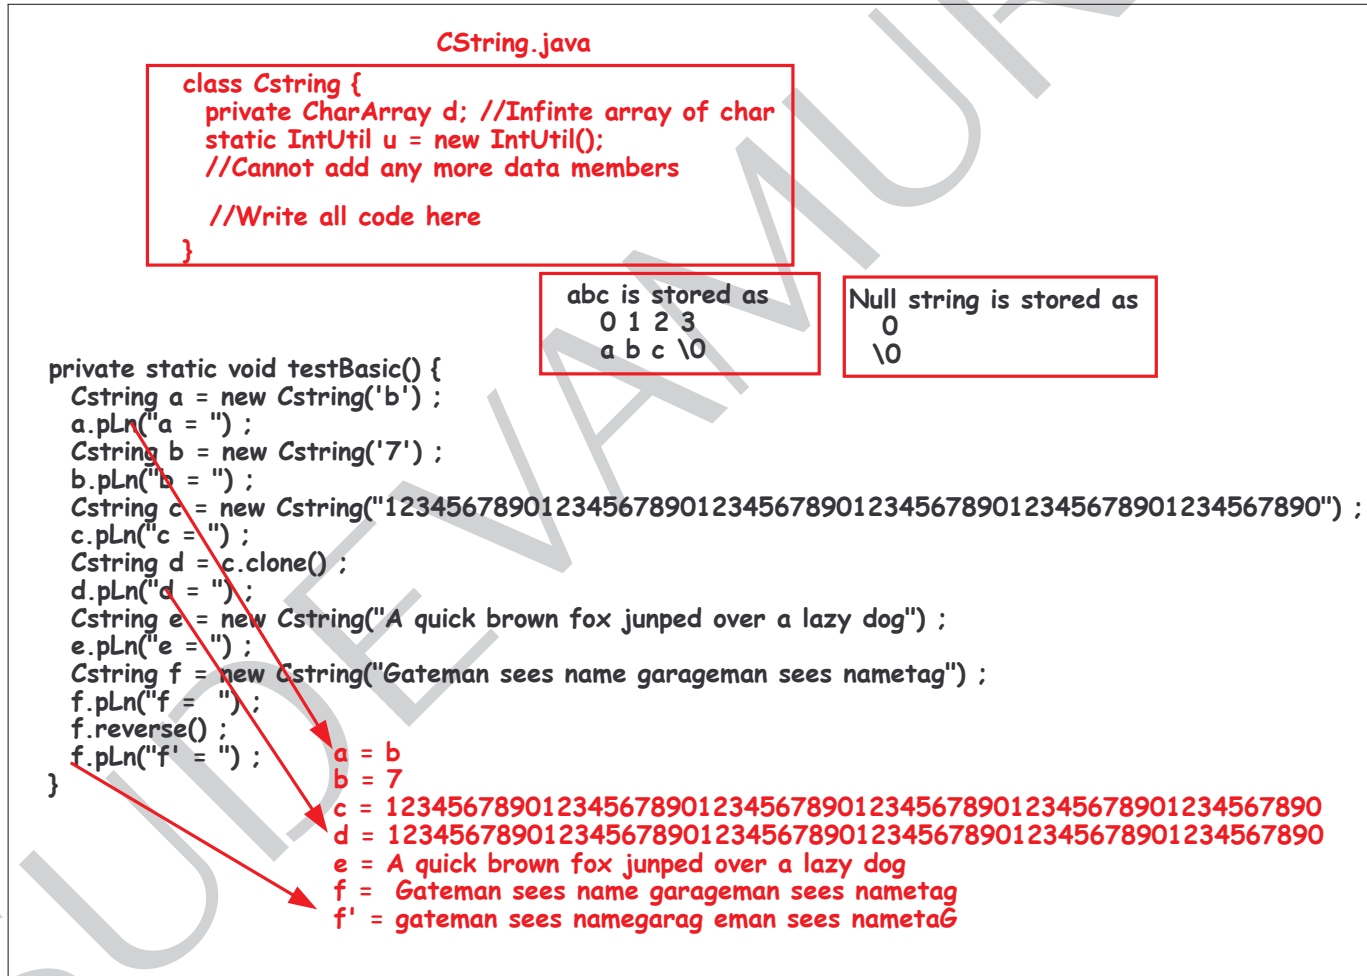 CString.java
class Cstring {
private CharArray d; //Infinte array of char
static IntUtil u = new IntUtil();
//Cannot add any more data members
//Write all code here
}
abc is stored as
0 1 2 3
a b c \0
Null string is stored as
0
\0
private static void testBasic() {
Cstring a = new Cstring('b') ;
a.pLn("a = ") ;
Cstring b = new Cstring('7') ;
b.pLn("b = ") ;
Cstring c = new Cstring("123456789012345678901234567890123456789012345678901234567890") ;
c.pLn("c = ") ;
Cstring d = c.clone() ;
d.pLn("d = ") ;
Cstring e = new Cstring("A quick brown fox junped over a lazy dog") ;
e.pLn("e = ") ;
Cstring f = new Cstring("Gateman sees name garageman sees nametag") ;
f.pLn("f =  ") ;
f.reverse() ;
f.pLn("f' = ") ;
}
a = b
b = 7
c = 123456789012345678901234567890123456789012345678901234567890
d = 123456789012345678901234567890123456789012345678901234567890
e = A quick brown fox junped over a lazy dog
f =  Gateman sees name garageman sees nametag
f' = gateman sees namegarag eman sees nametaG
UDEVAMUR